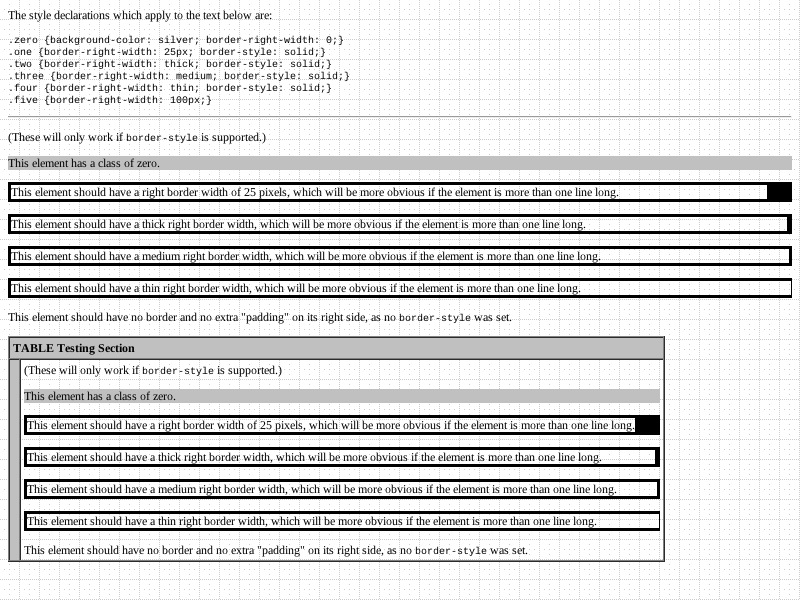 The style declarations which apply to the text below are:
.zero {background-color: silver; border-right-width: 0;}
.one {border-right-width: 25px; border-style: solid;}
.two {border-right-width: thick; border-style: solid;}
.three {border-right-width: medium; border-style: solid;}
.four {border-right-width: thin; border-style: solid;}
.five {border-right-width: 100px;}
(These will only work if border-style is supported.)
This element has a class of zero.
This element should have a right border width of 25 pixels, which will be more obvious if the element is more than one line long.
This element should have a thick right border width, which will be more obvious if the element is more than one line long.
This element should have a medium right border width, which will be more obvious if the element is more than one line long.
This element should have a thin right border width, which will be more obvious if the element is more than one line long.
This element should have no border and no extra "padding" on its right side, as no border-style was set.
TABLE Testing Section
(These will only work if border-style is supported.)
This element has a class of zero.
This element should have a right border width of 25 pixels, which will be more obvious if the element is more than one line long.
This element should have a thick right border width, which will be more obvious if the element is more than one line long.
This element should have a medium right border width, which will be more obvious if the element is more than one line long.
This element should have a thin right border width, which will be more obvious if the element is more than one line long.
This element should have no border and no extra "padding" on its right side, as no border-style was set.